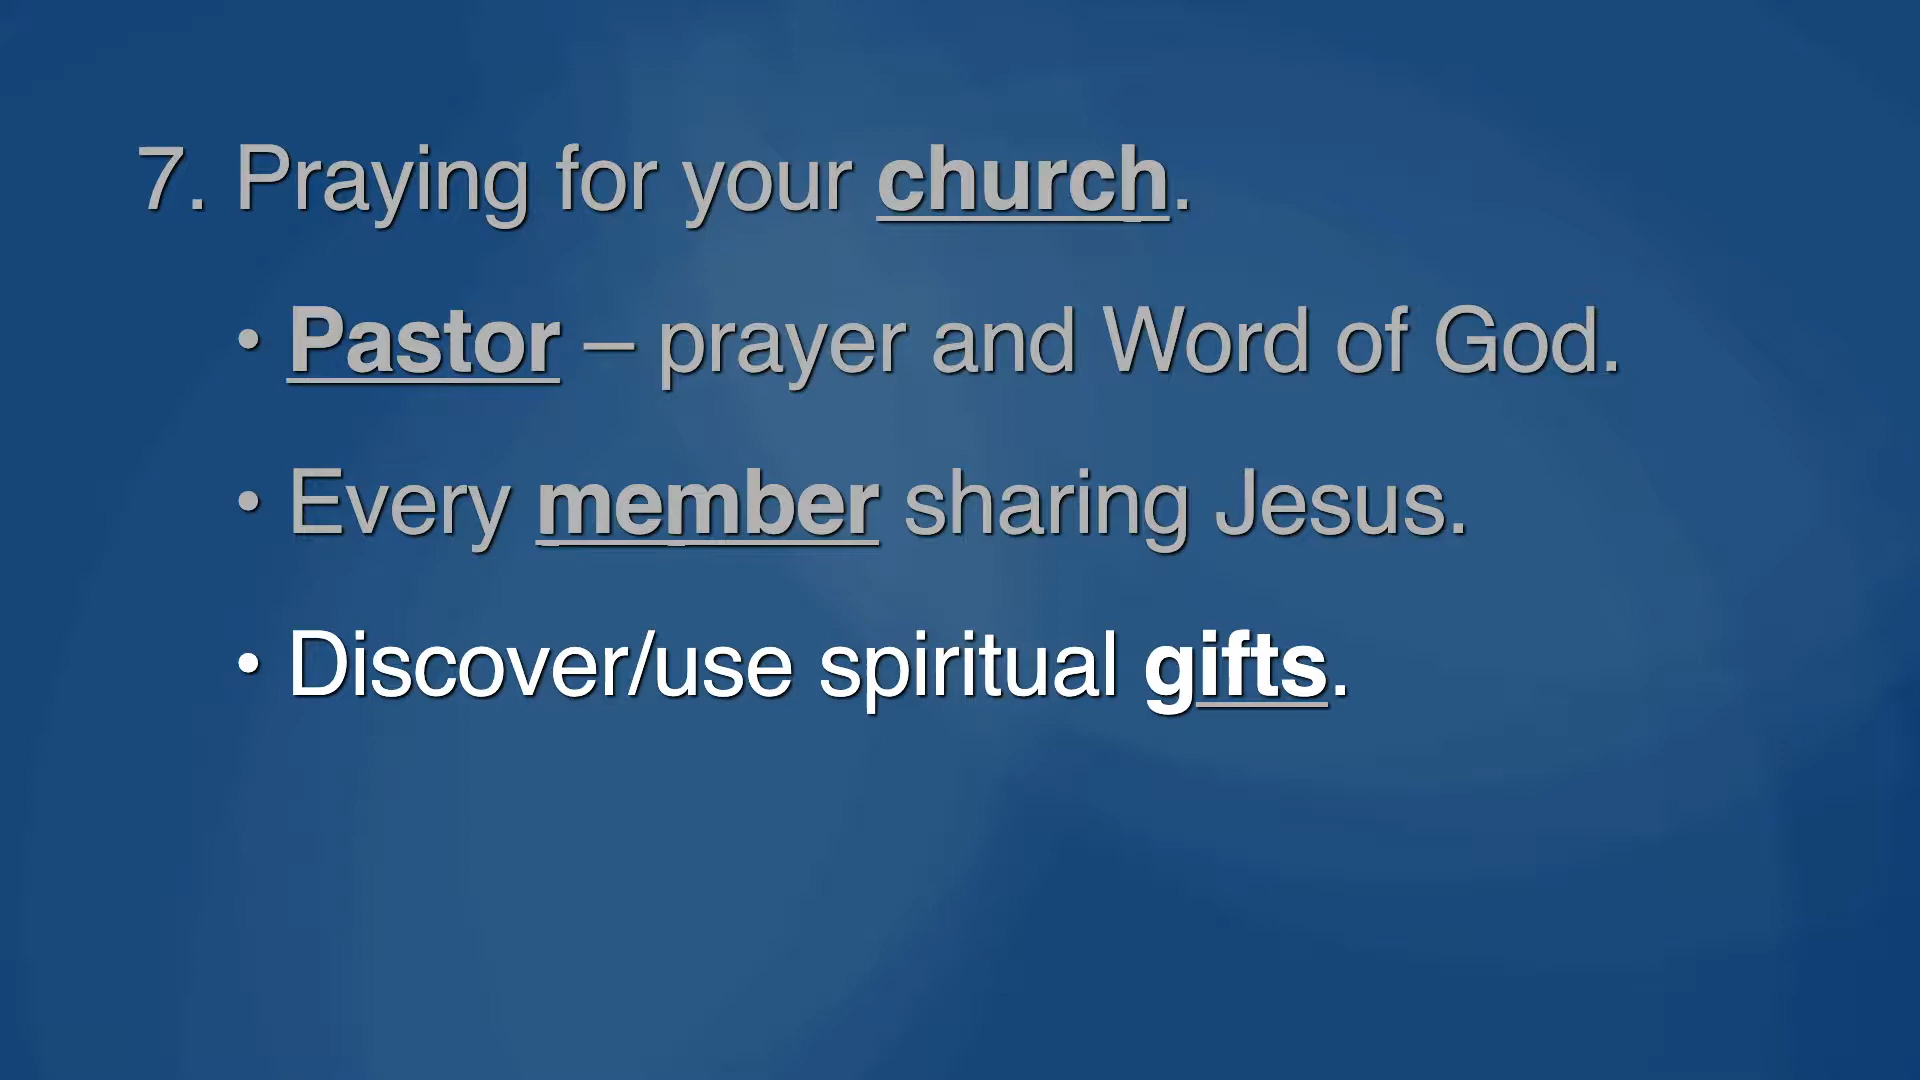 7. Praying for your church.
• Pastor – prayer and Word of God.
• Every member sharing Jesus.
• Discover/use spiritual gifts.